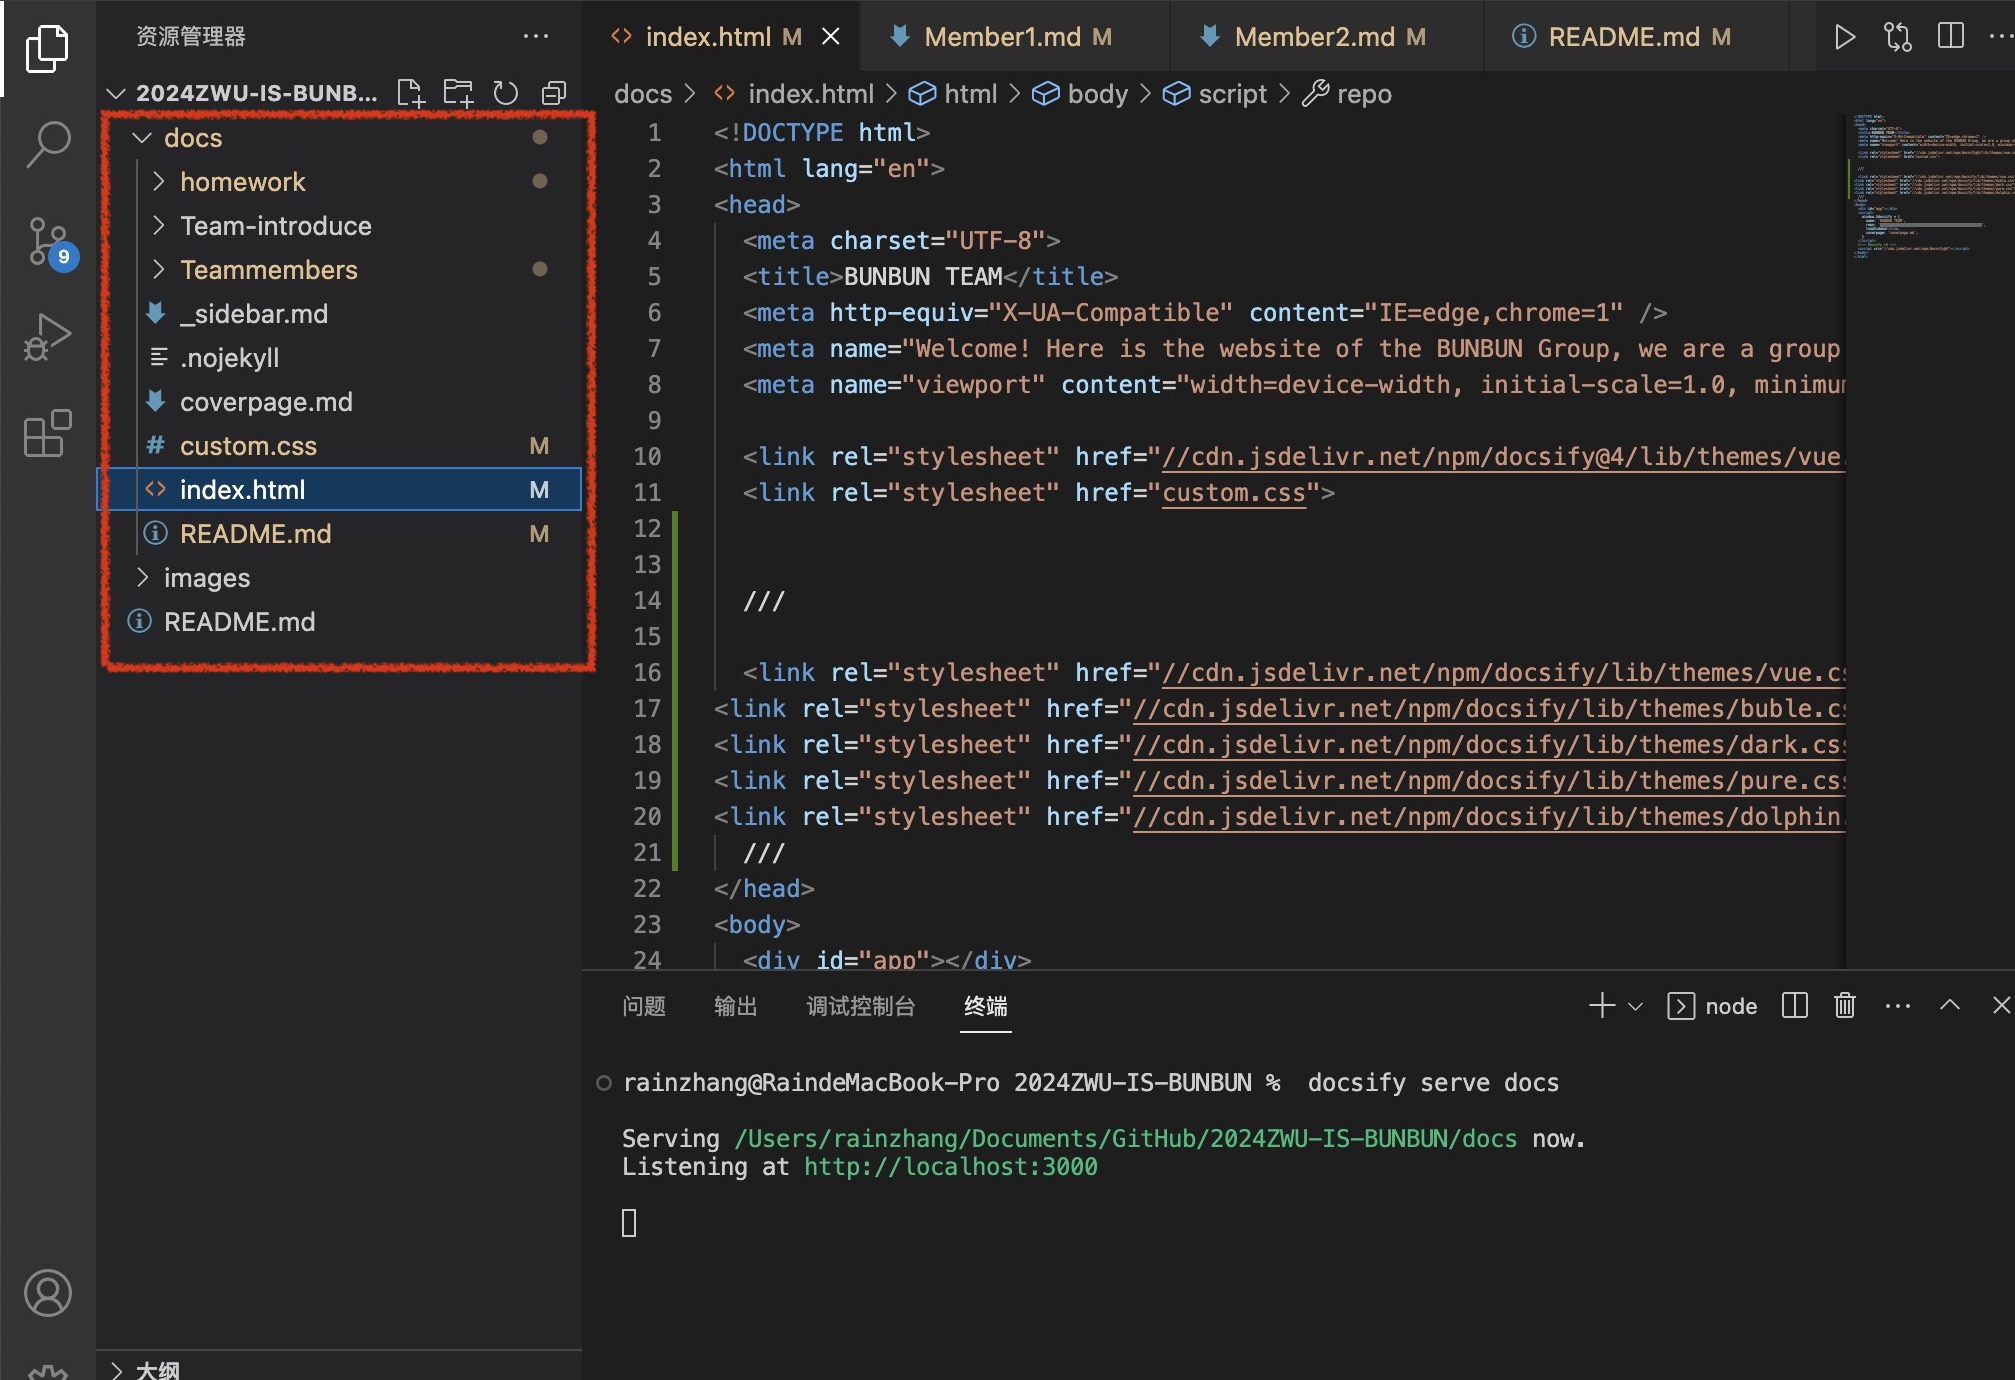 资源管理器
2024ZWU-IS-BUNB...
docs
homework
Team-introduce
Teammembers
_sidebar.md
.nojekyll
coverpage.md
custom.css M
index.html M
README.md M
images
README.md
大纲
9
index.html M
Member1.md M
Member2.md M
README.md M
docs > index.html > html > body > script > repo
1 <!DOCTYPE html>
2 <html lang="en">
3 <head>
4 <meta charset="UTF-8">
5 <title>BUNBUN TEAM</title>
6 <meta http-equiv="X-UA-Compatible" content="IE=edge,chrome=1" />
7 <meta name="Welcome! Here is the website of the BUNBUN Group, we are a group
8 <meta name="viewport" content="width=device-width, initial-scale=1.0, minimum
9
10 <link rel="stylesheet" href="//cdn.jsdelivr.net/npm/docsify@4/lib/themes/vue.
11 <link rel="stylesheet" href="custom.css">
12
13
14 ///
15
16 <link rel="stylesheet" href="//cdn.jsdelivr.net/npm/docsify/lib/themes/vue.cs
17 <link rel="stylesheet" href="//cdn.jsdelivr.net/npm/docsify/lib/themes/buble.cs
18 <link rel="stylesheet" href="//cdn.jsdelivr.net/npm/docsify/lib/themes/dark.css
19 <link rel="stylesheet" href="//cdn.jsdelivr.net/npm/docsify/lib/themes/pure.css
20 <link rel="stylesheet" href="//cdn.jsdelivr.net/npm/docsify/lib/themes/dolphin.
21 ///
22 </head>
23 <body>
24 <div id="app"></div>
问题 输出 调试控制台 终端
node
rainzhang@RaindeMacBook-Pro 2024ZWU-IS-BUNBUN % docsify serve docs
Serving /Users/rainzhang/Documents/GitHub/2024ZWU-IS-BUNBUN/docs now.
Listening at http://localhost:3000